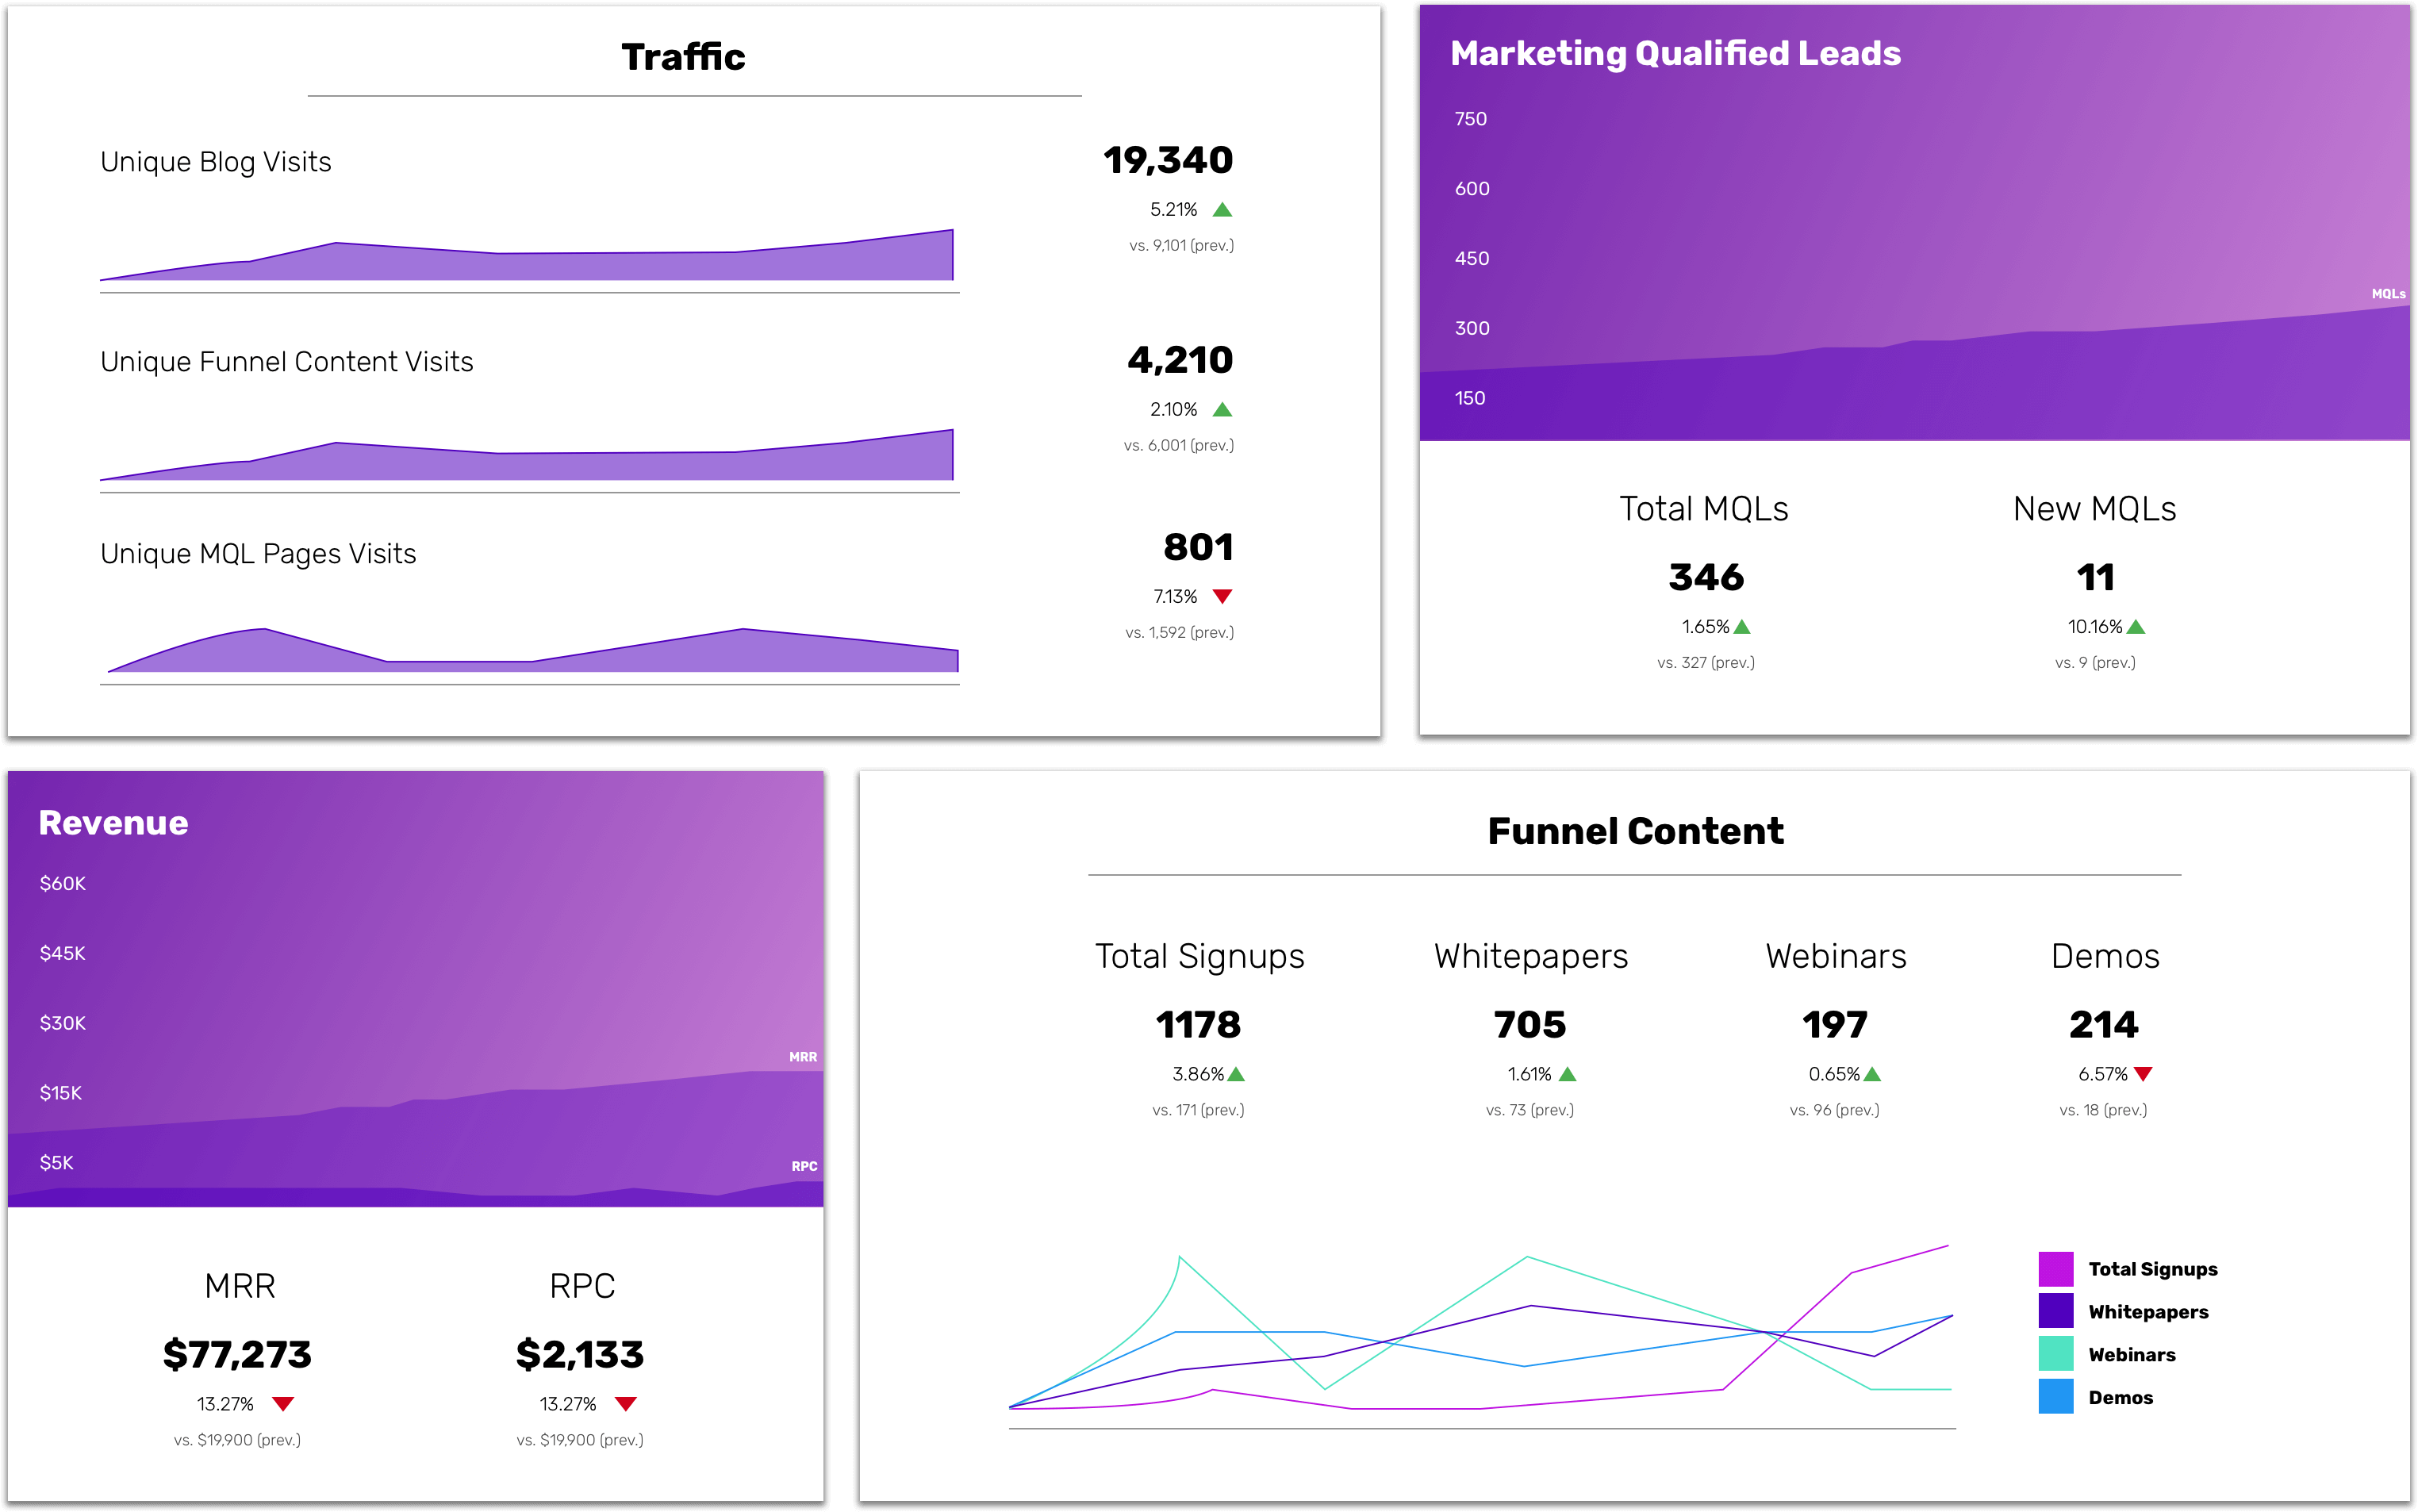 Traffic
Unique Blog Visits
19,340
5.21%
vs. 9,101 (prev.)
Unique Funnel Content Visits
4,210
2.10%
vs. 6,001 (prev.)
Unique MQL Pages Visits
801
7.13%
vs. 1,592 (prev.)
Marketing Qualified Leads
750
600
450
300
150
MQLs
Total MQLs
346
1.65%
vs. 327 (prev.)
New MQLs
11
10.16%
vs. 9 (prev.)
Revenue
$60K
$45K
$30K
$15K
$5K
MRR
RPC
MRR
$77,273
13.27%
vs. $19,900 (prev.)
RPC
$2,133
13.27%
vs. $19,900 (prev.)
Funnel Content
Total Signups
1178
3.86%
vs. 171 (prev.)
Whitepapers
705
1.61%
vs. 73 (prev.)
Webinars
197
0.65%
vs. 96 (prev.)
Demos
214
6.57%
vs. 18 (prev.)
Total Signups
Whitepapers
Webinars
Demos